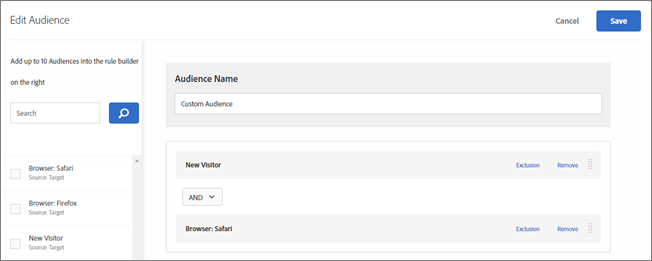 Edit Audience
Cancel
Save
Add up to 10 Audiences into the rule builder
on the right
Search
Browser: Safari
Source: Target
Browser: Firefox
Source: Target
New Visitor
Source: Target
Audience Name
Custom Audience
New Visitor
Exclusion
Remove
AND
Browser: Safari
Exclusion
Remove